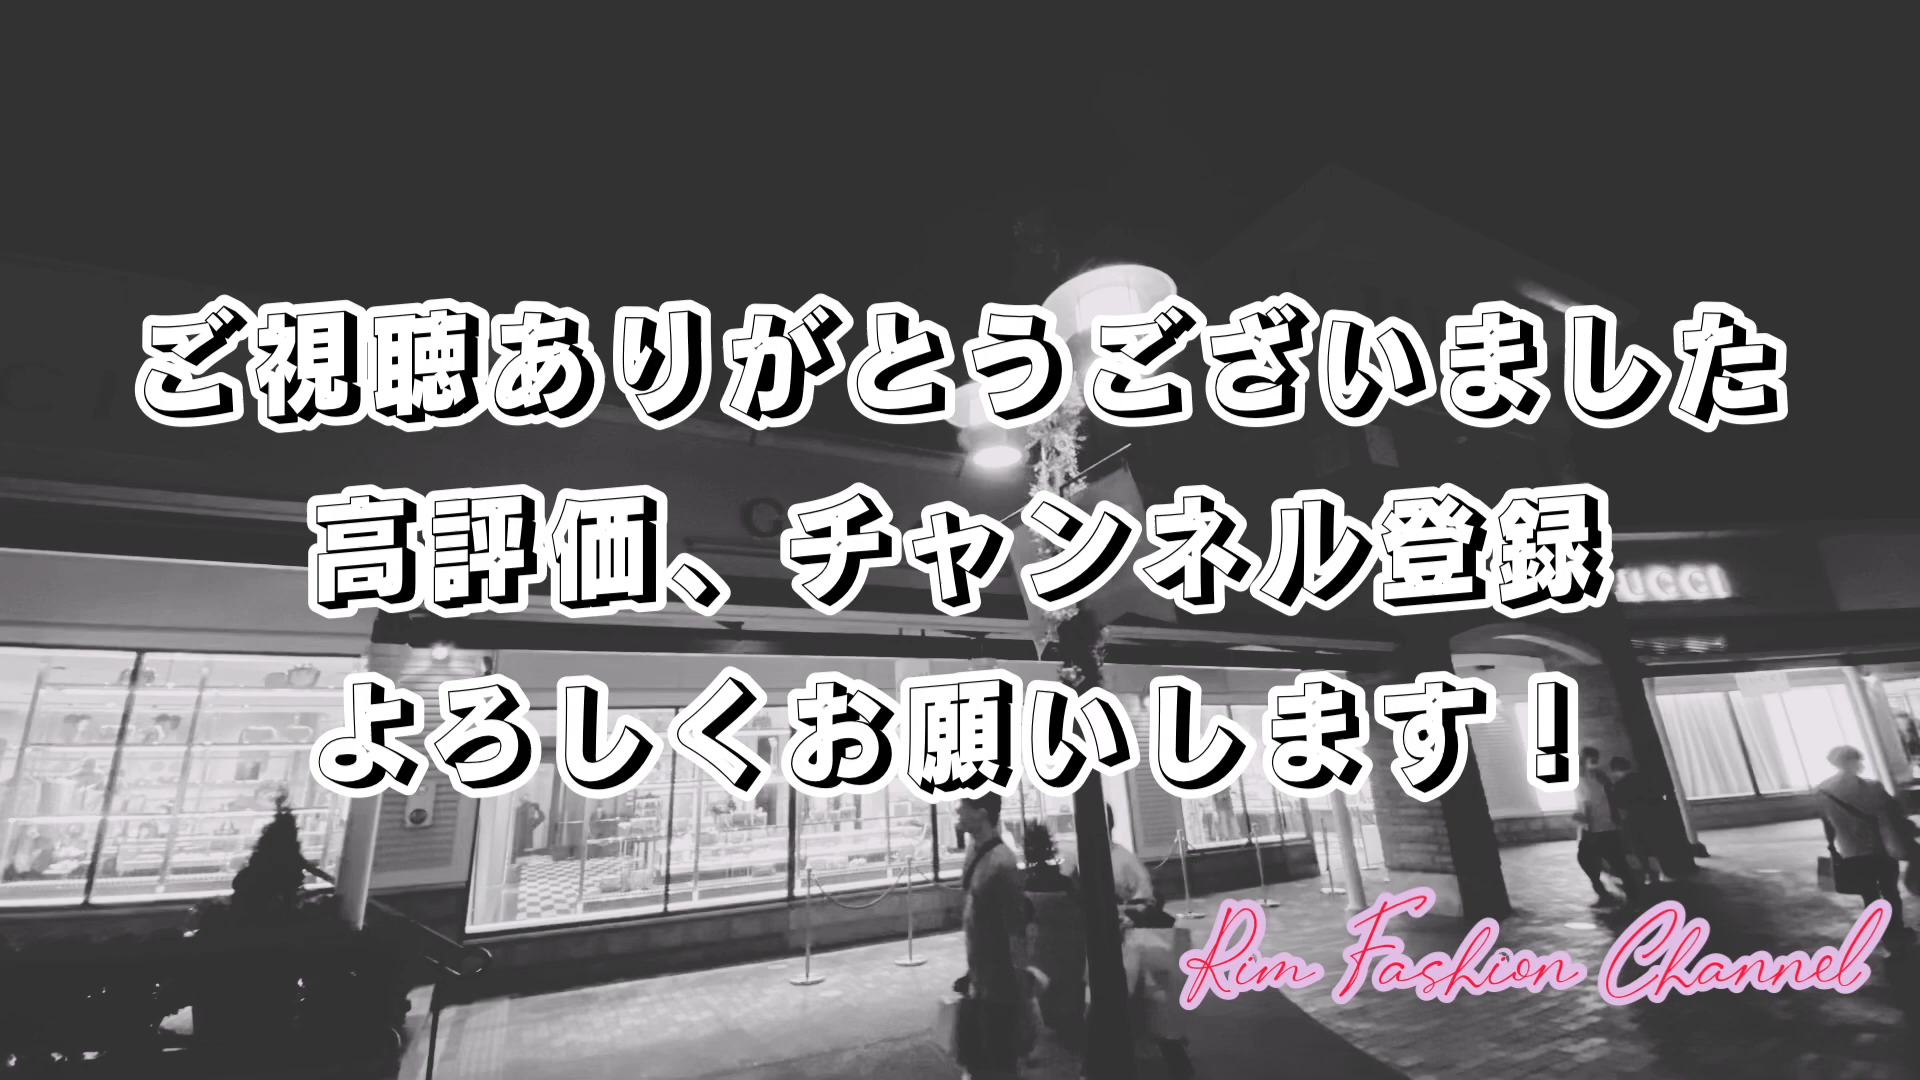 ご視聴ありがとうございました
高評価、チャンネル登録
よろしくお願いします！
UCCI
Rim Fashion Channel